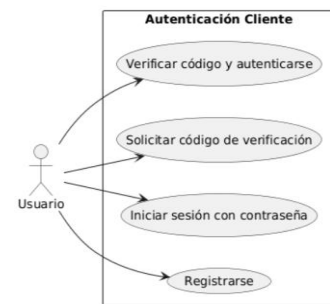 Autenticación Cliente
Verificar código y autenticarse
Solicitar código de verificación
Usuario
Iniciar sesión con contraseña
Registrarse